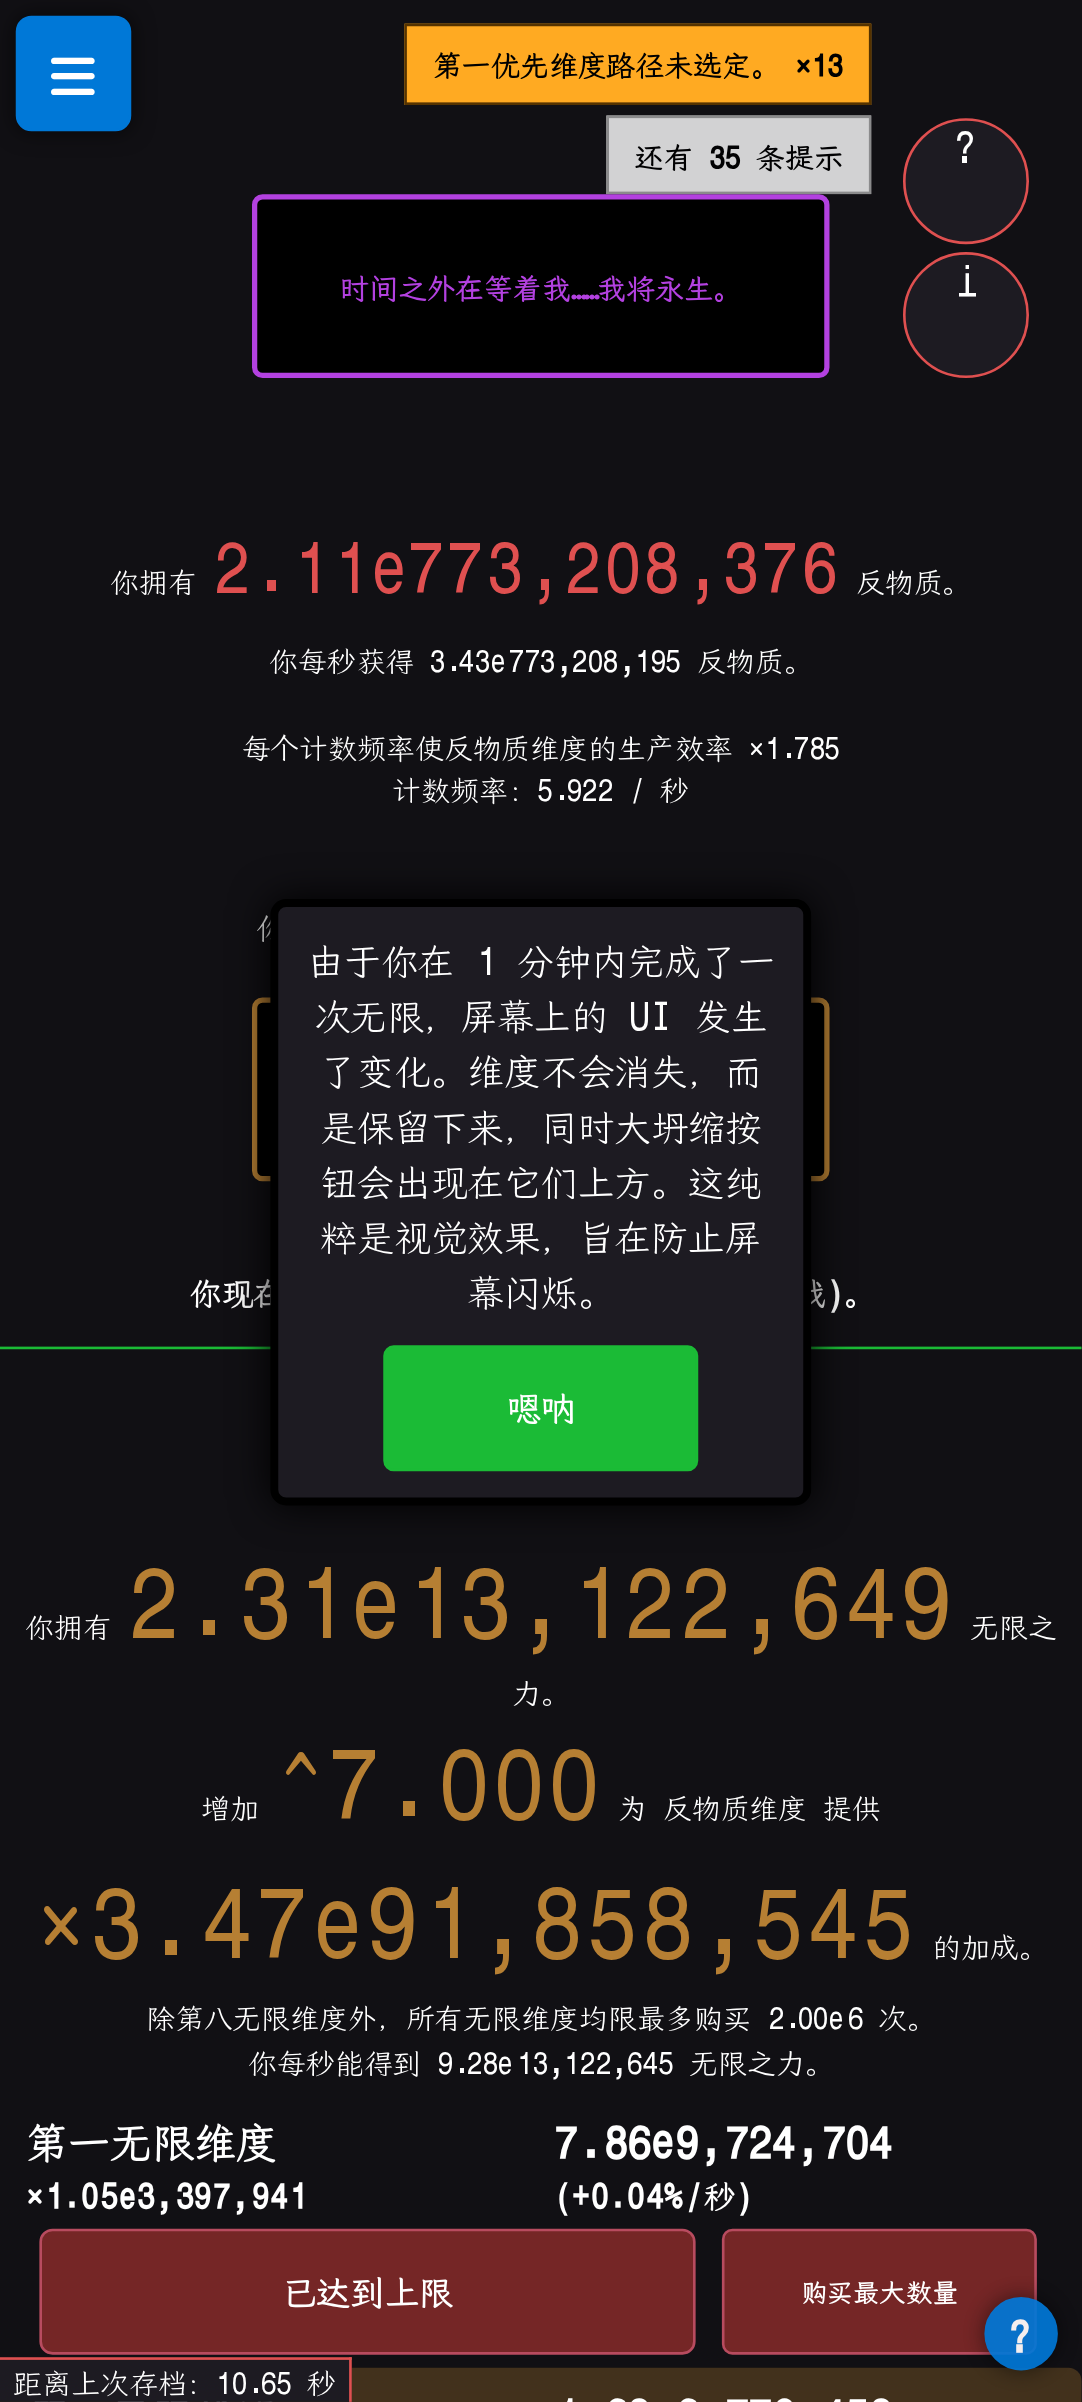 第一优先维度路径未选定。 ×13
还有 35 条提示
?
i
时间之外在等着我……我将永生。
你拥有 2.11e773,208,376 反物质。
你每秒获得 3.43e773,208,195 反物质。
每个计数频率使反物质维度的生产效率 ×1.785
计数频率: 5.922 / 秒
由于你在 1 分钟内完成了一
次无限, 屏幕上的 UI 发生
了变化。维度不会消失, 而
是保留下来, 同时大坍缩按
钮会出现在它们上方。这纯
粹是视觉效果, 旨在防止屏
幕闪烁。
你现在
)。
嗯呐
你拥有 2.31e13,122,649 无限之
力。
增加 ^7.000 为 反物质维度 提供
×3.47e91,858,545 的加成。
除第八无限维度外, 所有无限维度均限最多购买 2.00e6 次。
你每秒能得到 9.28e13,122,645 无限之力。
第一无限维度 7.86e9,724,704
×1.05e3,397,941 (+0.04%/秒)
已达到上限 购买最大数量
?
距离上次存档: 10.65 秒